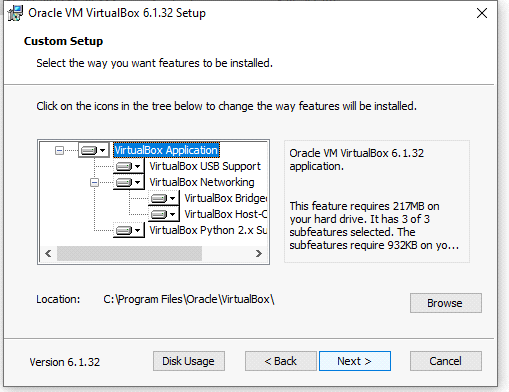 Oracle VM VirtualBox 6.1.32 Setup
Custom Setup
Select the way you want features to be installed.
Click on the icons in the tree below to change the way features will be installed.
VirtualBox Application
VirtualBox USB Support
VirtualBox Networking
VirtualBox Bridge
VirtualBox Host-C
VirtualBox Python 2.x Su
Oracle VM VirtualBox 6.1.32
application.
This feature requires 217MB on
your hard drive. It has 3 of 3
subfeatures selected. The
subfeatures require 932KB on yo...
Location: C:\Program Files\Oracle\VirtualBox\
Browse
Version 6.1.32
Disk Usage
< Back
Next >
Cancel